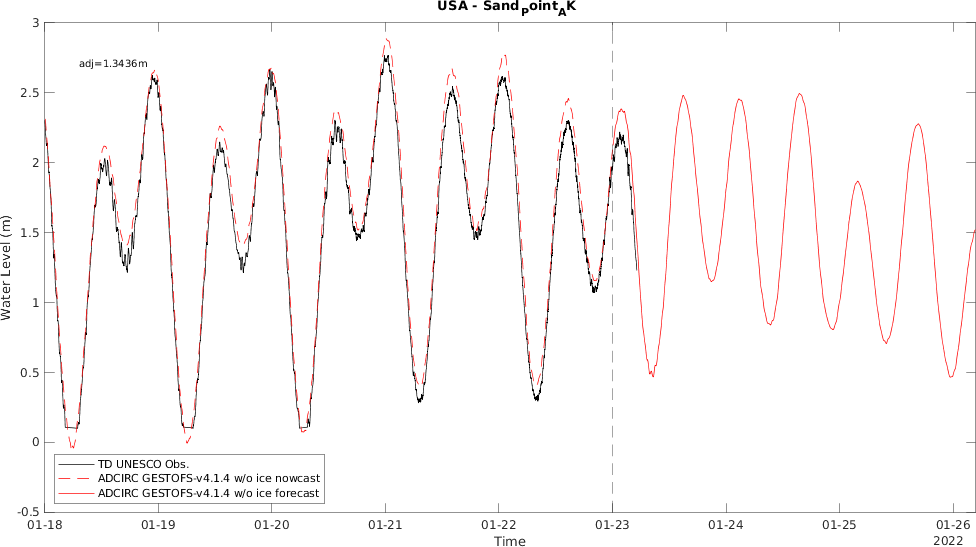 USA - Sand_Point_AK
adj=1.3436m
3
2.5
2
1.5
1
0.5
0
-0.5
Water Level (m)
TD UNESCO Obs.
ADCIRC GESTOFS-v4.1.4 w/o ice nowcast
ADCIRC GESTOFS-v4.1.4 w/o ice forecast
01-18 01-19 01-20 01-21 01-22 01-23 01-24 01-25 01-26
Time
2022